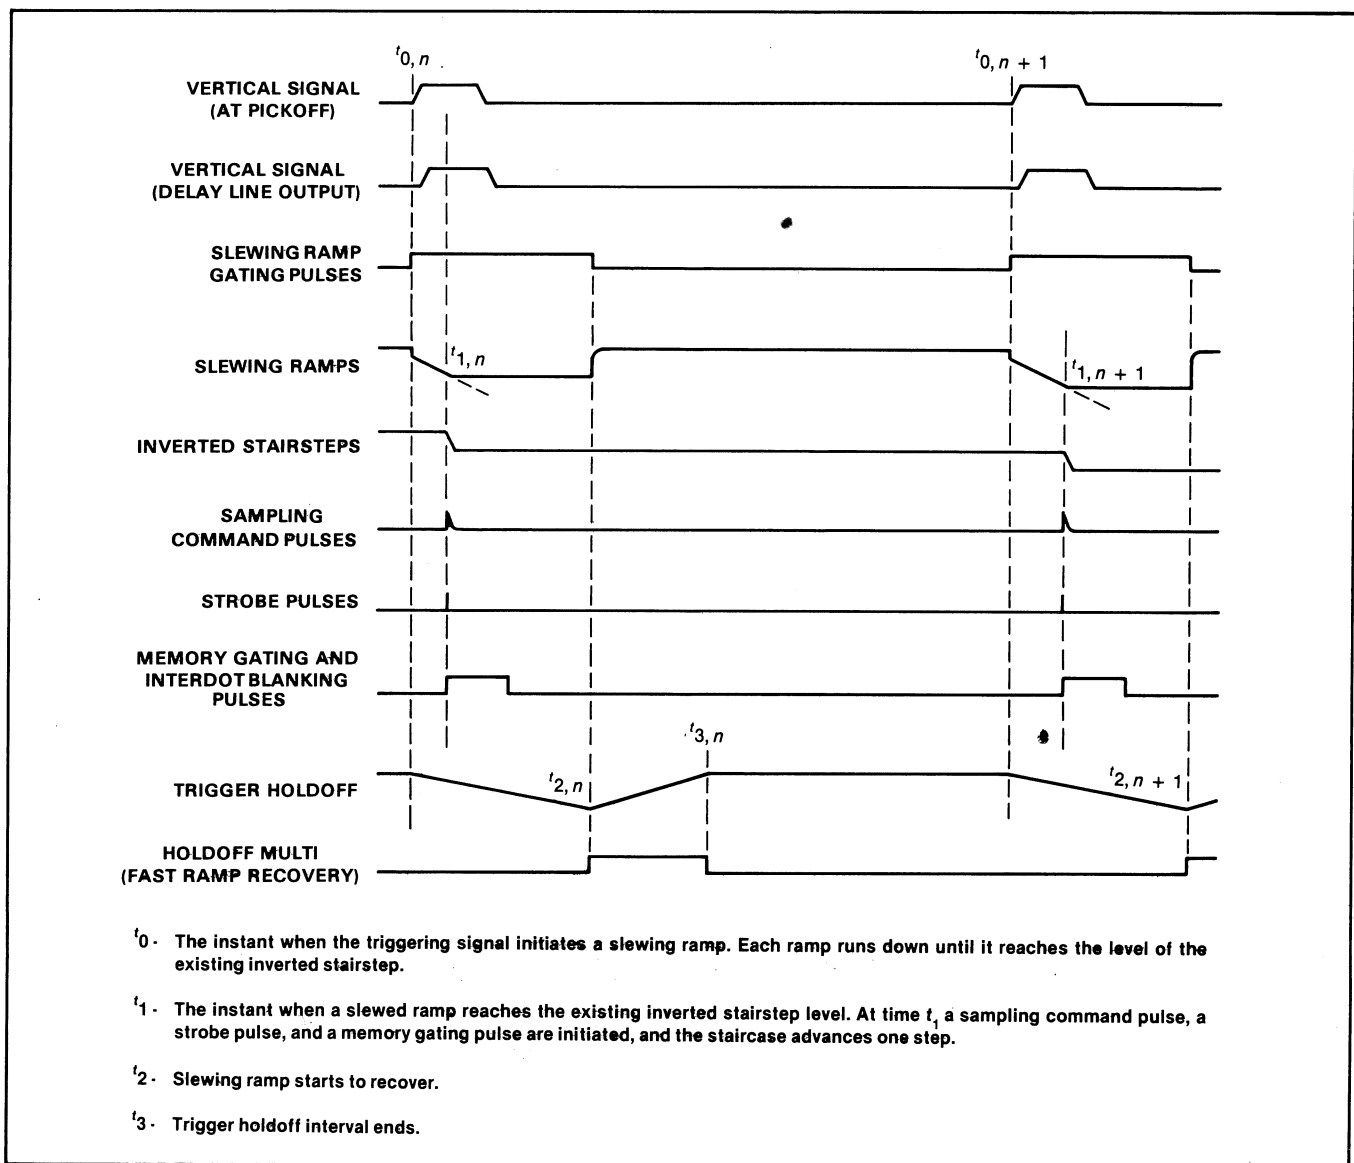 t0, n
t0, n + 1
VERTICAL SIGNAL
(AT PICKOFF)
VERTICAL SIGNAL
(DELAY LINE OUTPUT)
SLEWING RAMP
GATING PULSES
SLEWING RAMPS
t1, n
t1, n + 1
INVERTED STAIRSTEPS
SAMPLING
COMMAND PULSES
STROBE PULSES
MEMORY GATING AND
INTERDOT BLANKING
PULSES
t3, n
TRIGGER HOLDOFF
t2, n
t2, n + 1
HOLDOFF MULTI
(FAST RAMP RECOVERY)
t0 - The instant when the triggering signal initiates a slewing ramp. Each ramp runs down until it reaches the level of the
existing inverted stairstep.
t1 - The instant when a slewed ramp reaches the existing inverted stairstep level. At time t1 a sampling command pulse, a
strobe pulse, and a memory gating pulse are initiated, and the staircase advances one step.
t2 - Slewing ramp starts to recover.
t3 - Trigger holdoff interval ends.